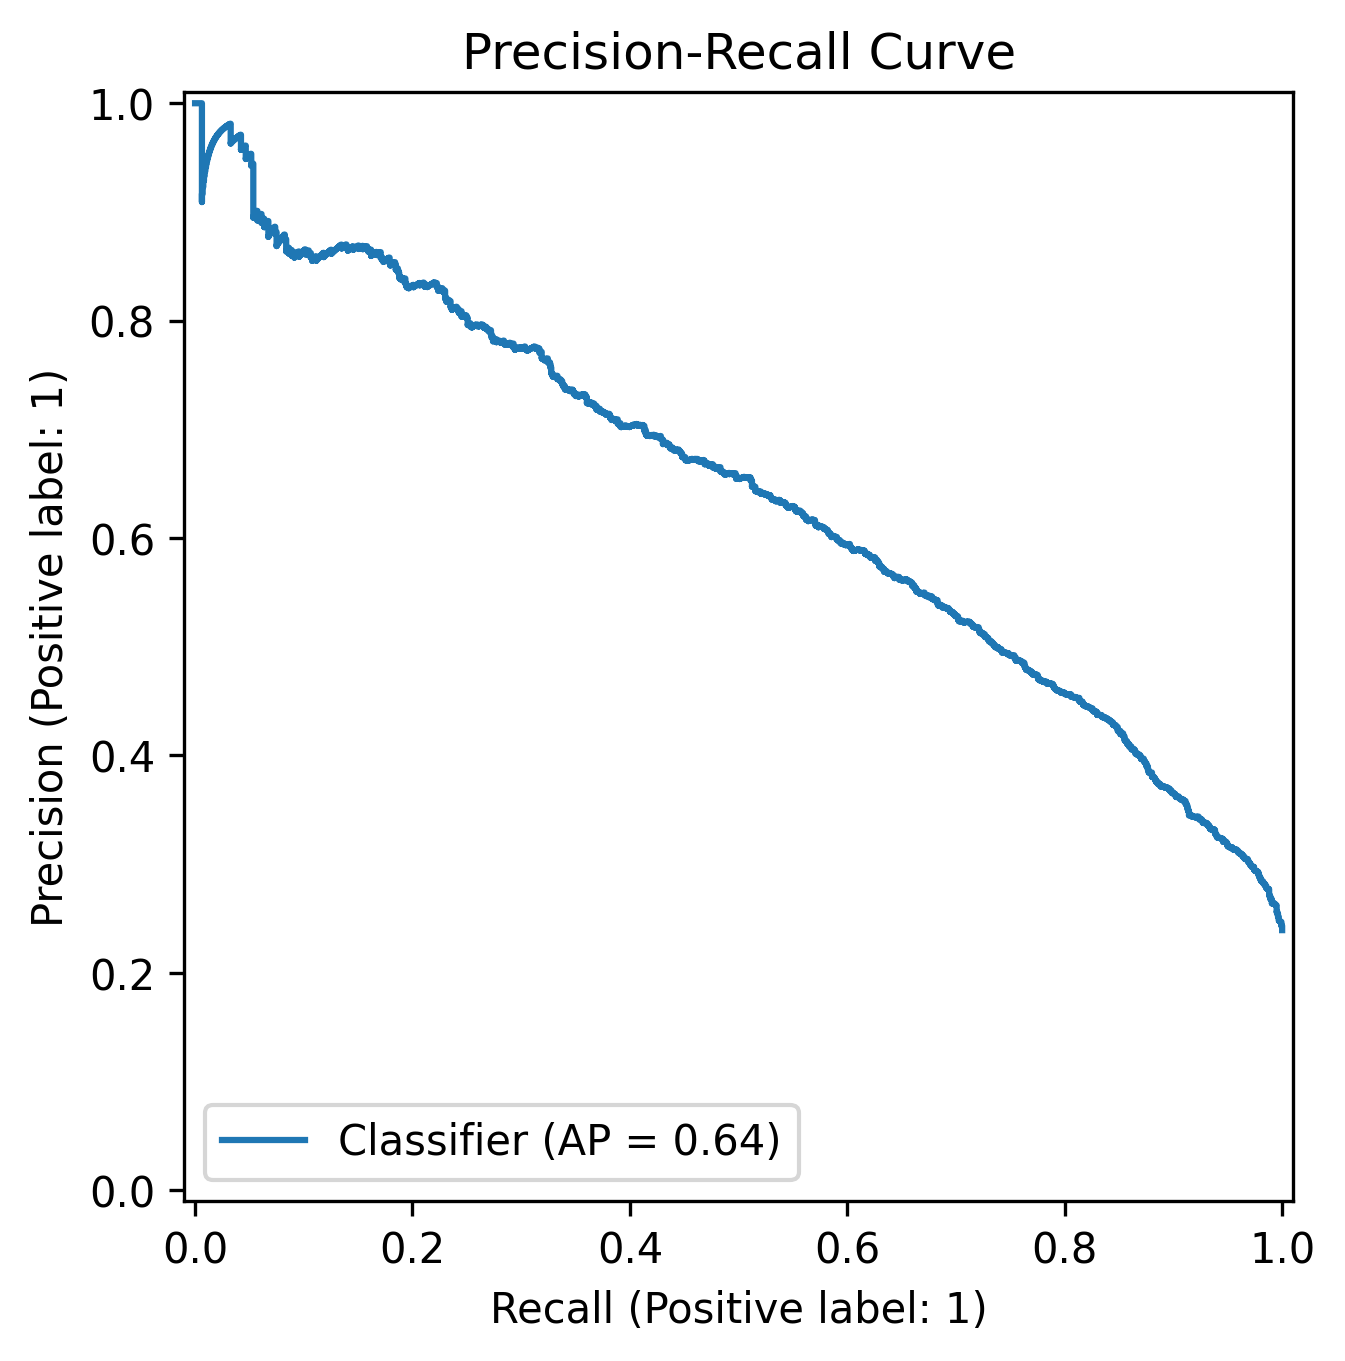 Precision-Recall Curve
1.0
0.8
0.6
0.4
0.2
0.0
Precision (Positive label: 1)
Classifier (AP = 0.64)
0.0 0.2 0.4 0.6 0.8 1.0
Recall (Positive label: 1)